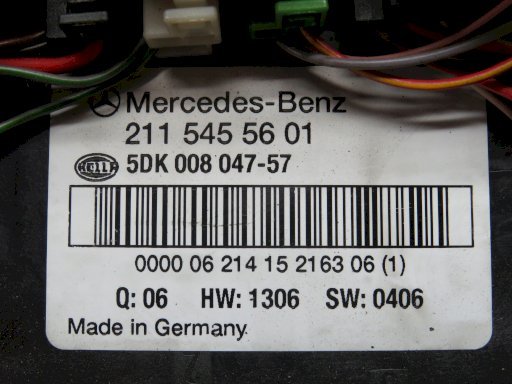 Mercedes-Benz
211 545 56 01
HELLA 5DK 008 047-57
0000 06 214 15 2163 06 (1)
Q: 06 HW: 1306 SW: 0406
Made in Germany